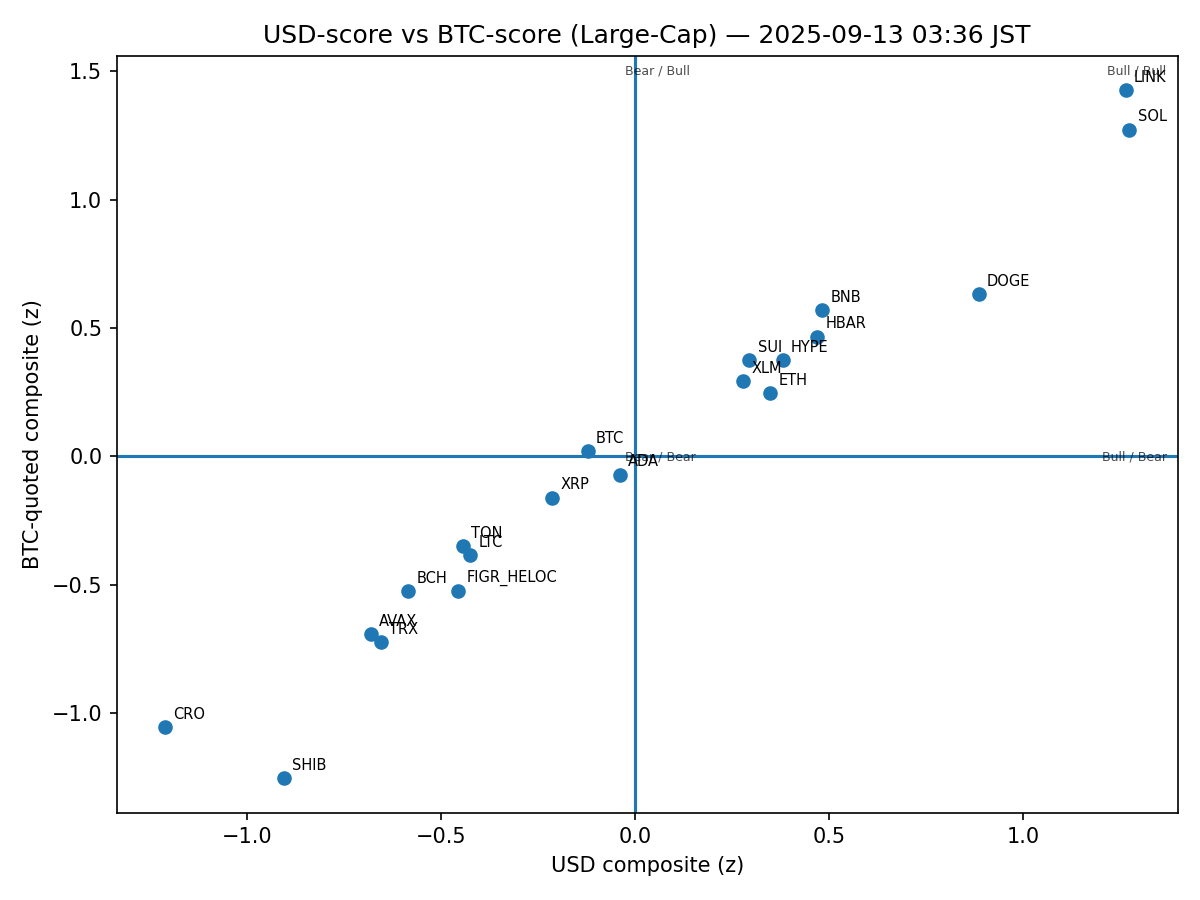 USD-score vs BTC-score (Large-Cap) — 2025-09-13 03:36 JST
1.5
Bear / Bull
Bull / Bull
LINK
SOL
1.0
DOGE
BNB
0.5
HBAR
SUI
HYPE
XLM
ETH
BTC
0.0
Bear / Bear
ADA
Bull / Bear
XRP
TON
LTC
−0.5
BCH
FIGR_HELOC
AVAX
TRX
−1.0
CRO
SHIB
BTC-quoted composite (z)
−1.0
−0.5
0.0
0.5
1.0
USD composite (z)